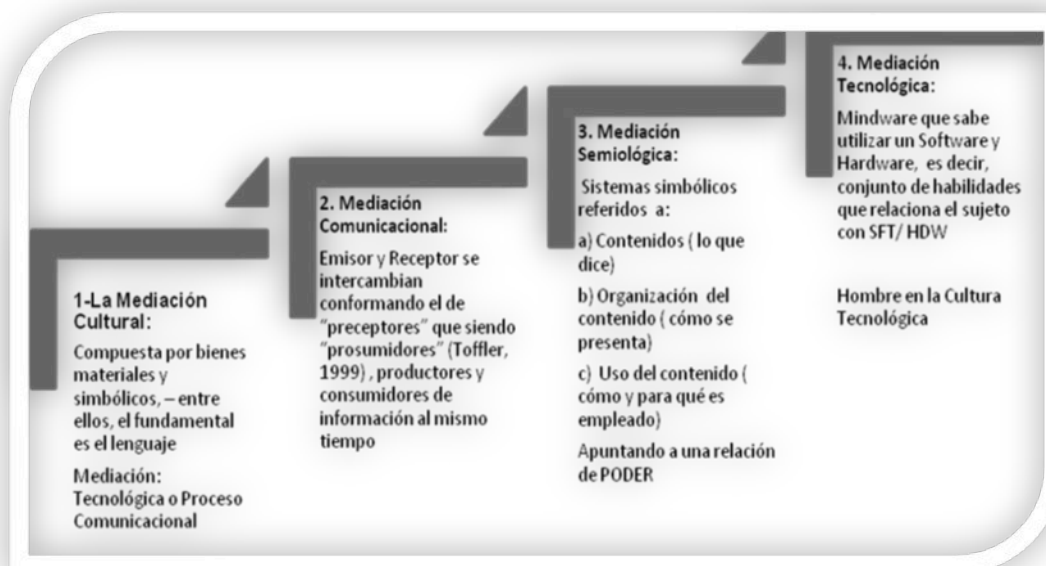 1-La Mediación
Cultural:
Compuesta por bienes
materiales y
simbólicos, – entre
ellos, el fundamental
es el lenguaje
Mediación:
Tecnológica o Proceso
Comunicacional
2. Mediación
Comunicacional:
Emisor y Receptor se
intercambian
conformando el de
"preceptores" que siendo
"prosumidores" (Toffler,
1999) , productores y
consumidores de
información al mismo
tiempo
3. Mediación
Semiológica:
Sistemas simbólicos
referidos a:
a) Contenidos ( lo que
dice)
b) Organización del
contenido ( cómo se
presenta)
c) Uso del contenido (
cómo y para qué es
empleado)
Apuntando a una relación
de PODER
4. Mediación
Tecnológica:
Mindware que sabe
utilizar un Software y
Hardware, es decir,
conjunto de habilidades
que relaciona el sujeto
con SFT/ HDW
Hombre en la Cultura
Tecnológica